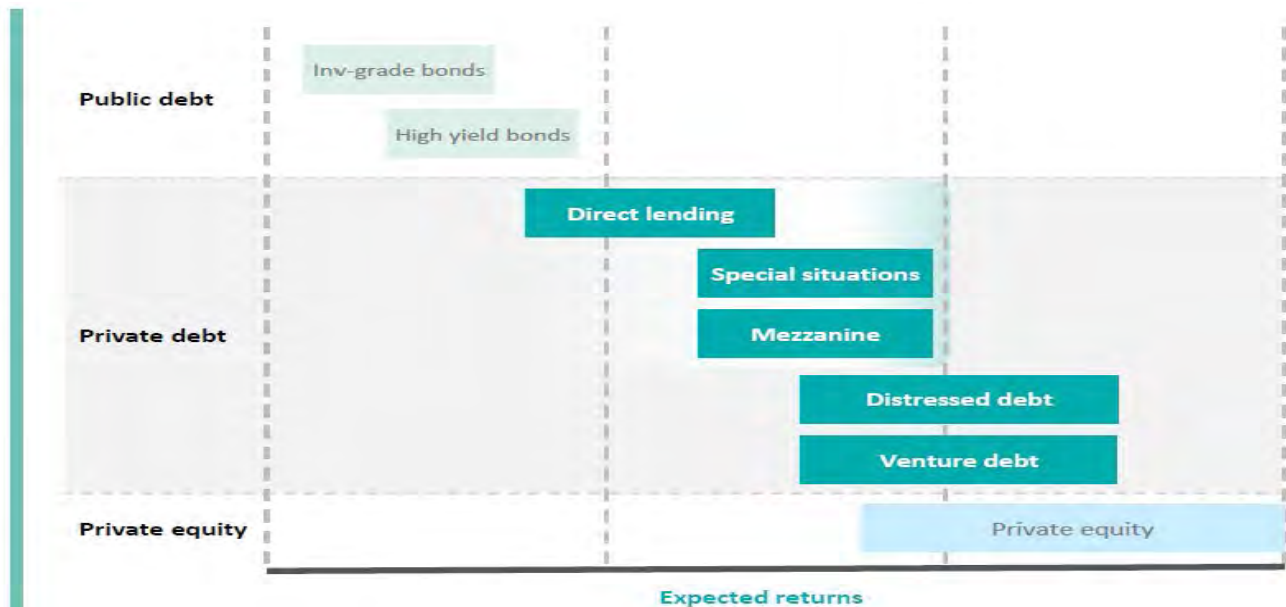 Inv-grade bonds
Public debt
High yield bonds
Direct lending
Special situations
Private debt
Mezzanine
Distressed debt
Venture debt
Private equity
Private equity
Expected returns